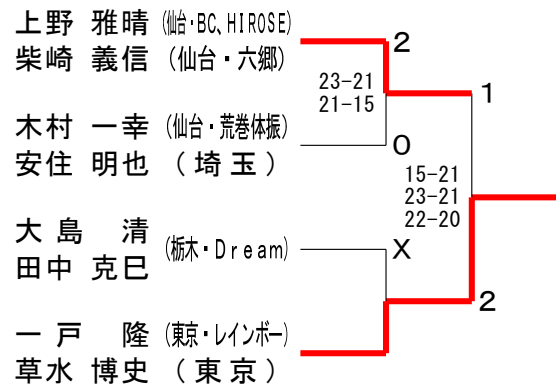 上野 雅晴 (仙台・BC、HIROSE)
柴崎 義信 (仙台・六郷)
木村 一幸 (仙台・荒巻体振)
安住 明也 (埼玉)
大島 清
田中 克巳
(栃木・Dream)
一戸 隆 (東京・レインボー)
草水 博史 (東京)
2
23-21
21-15
0
X
1
15-21
23-21
22-20
2